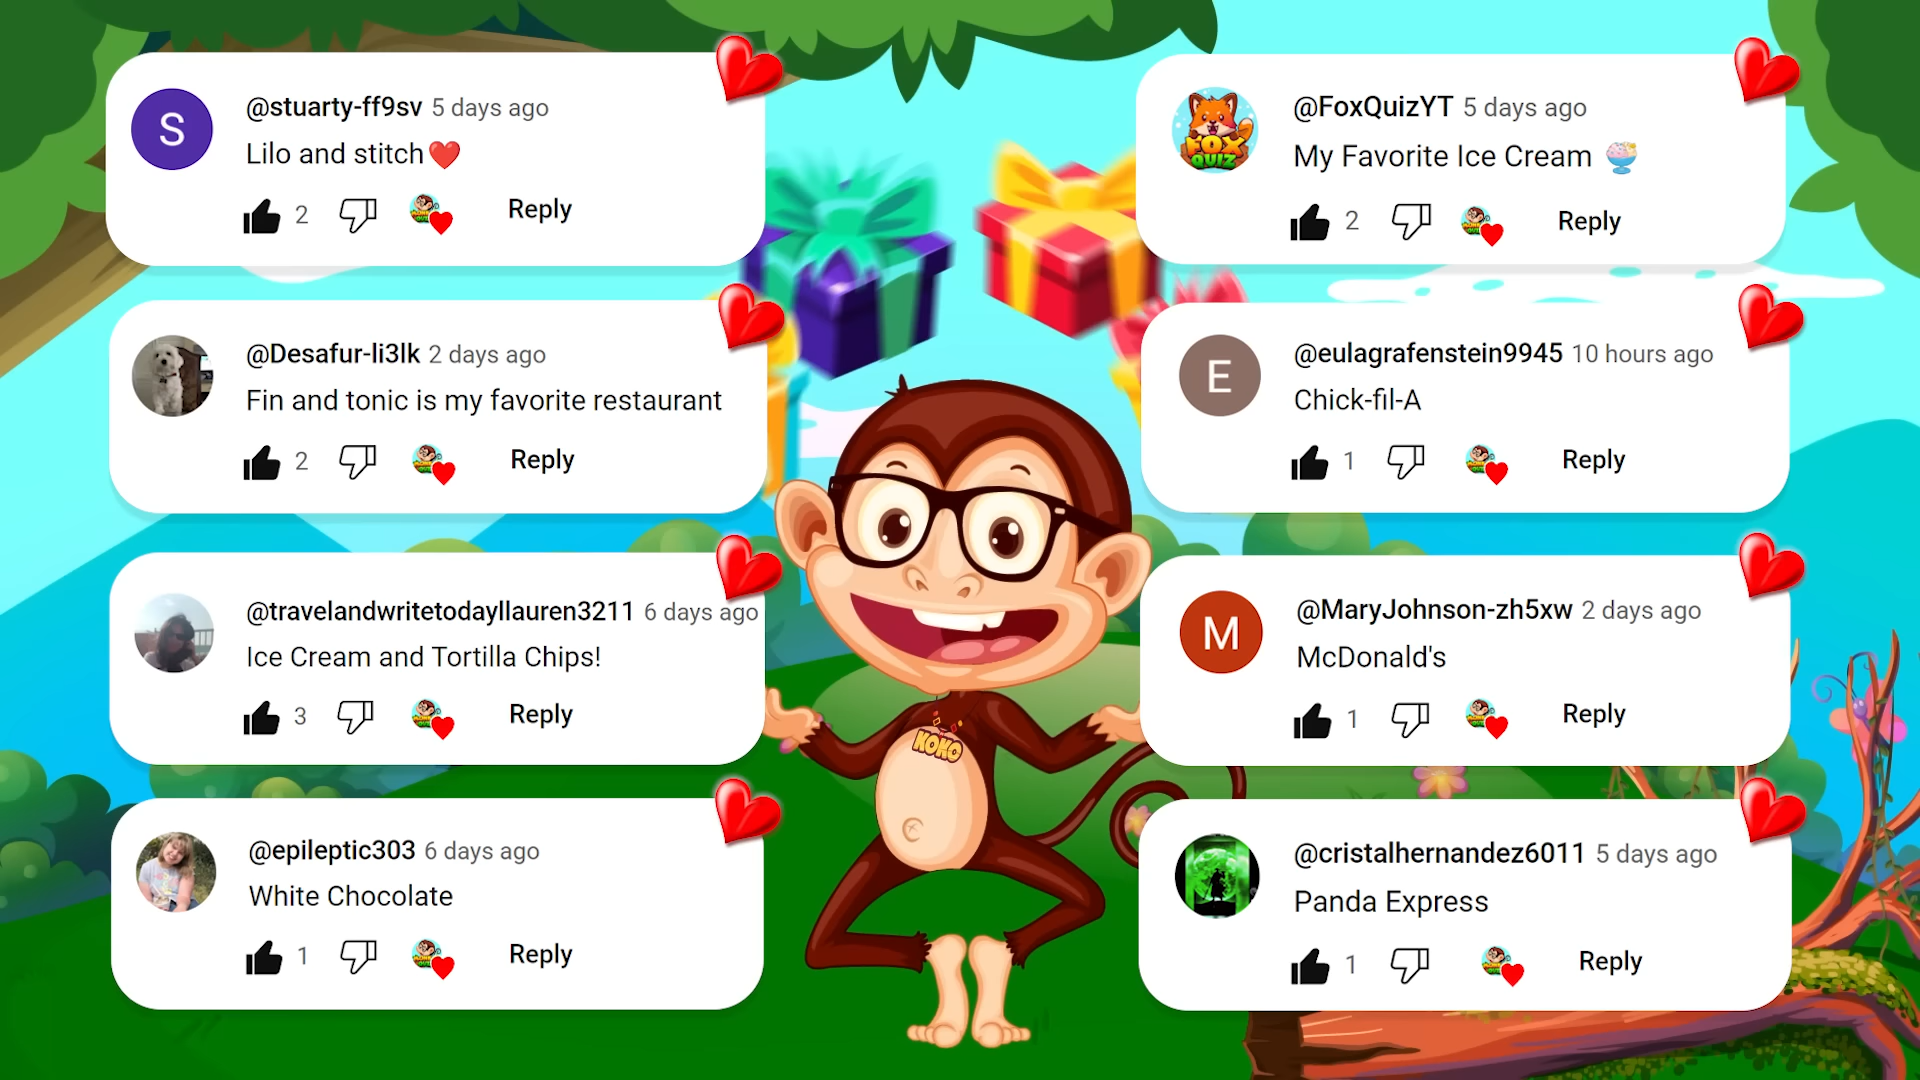 S
@stuarty-ff9sv 5 days ago
Lilo and stitch❤️
2 Reply
@Desafur-li3lk 2 days ago
Fin and tonic is my favorite restaurant
2 Reply
@travelandwritetodayllauren3211 6 days ago
Ice Cream and Tortilla Chips!
3 Reply
@epileptic303 6 days ago
White Chocolate
1 Reply
KOKO
FOX
QUIZ
@FoxQuizYT 5 days ago
My Favorite Ice Cream 🍨
2 Reply
E
@eulagrafenstein9945 10 hours ago
Chick-fil-A
1 Reply
M
@MaryJohnson-zh5xw 2 days ago
McDonald's
1 Reply
@cristalhernandez6011 5 days ago
Panda Express
1 Reply